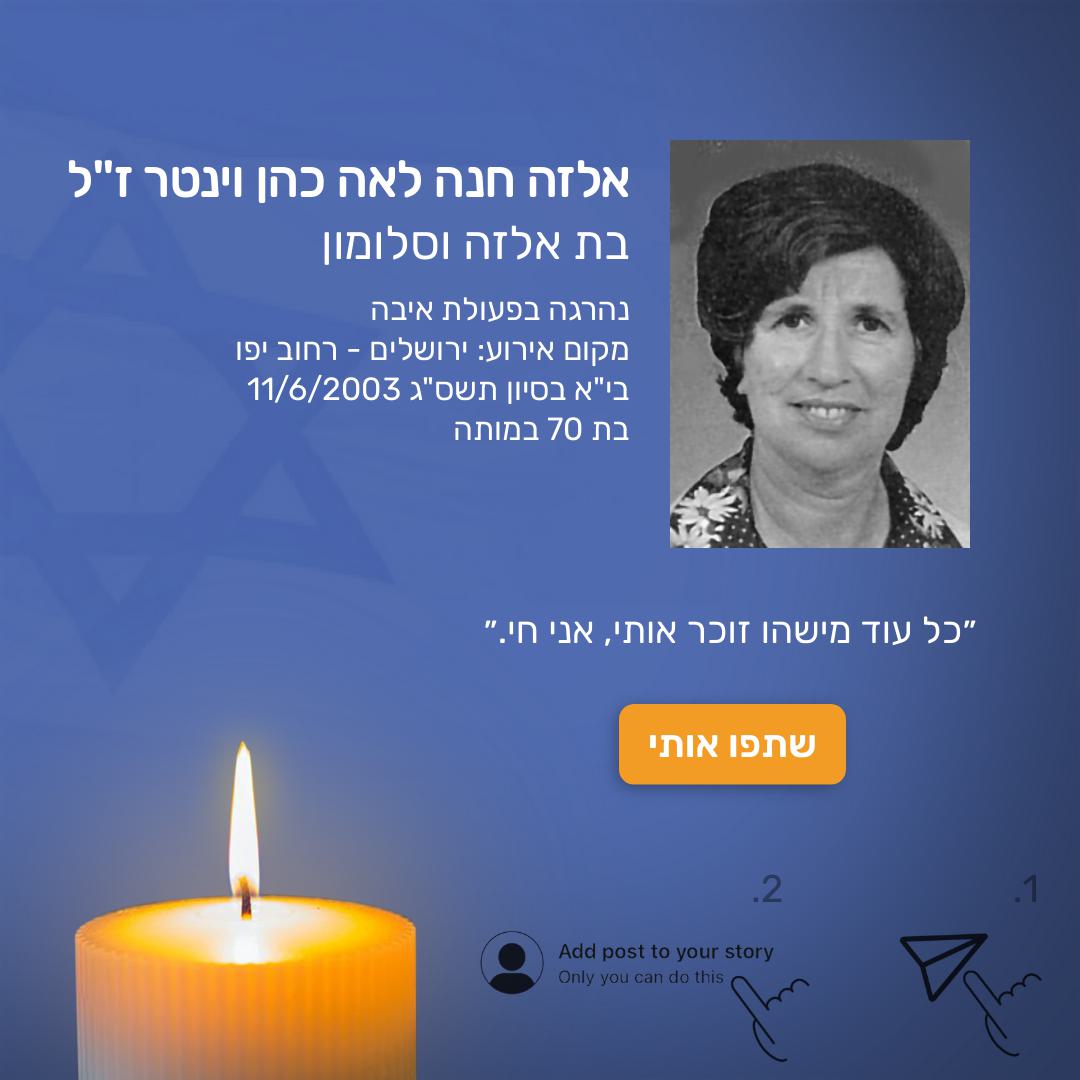 אלזה חנה לאה כהן וינטר ז"ל
בת אלזה וסלומון
נהרגה בפעולת איבה
מקום אירוע: ירושלים - רחוב יפו
בי"א בסיון תשס"ג 11/6/2003
בת 70 במותה
״כל עוד מישהו זוכר אותי, אני חי.״
שתפו אותי
1.
2.
Add post to your story
Only you can do this